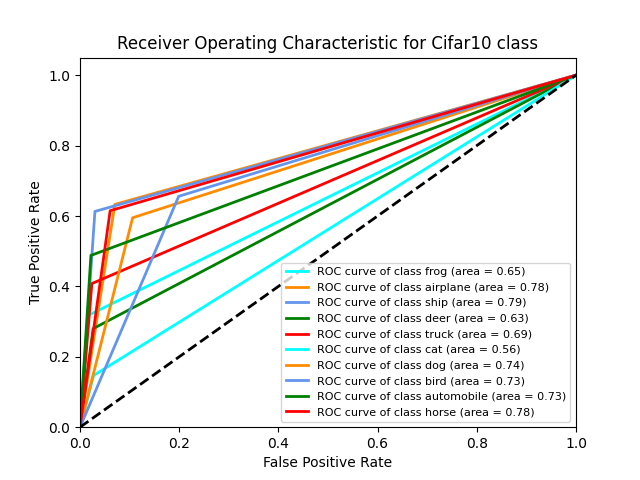 Receiver Operating Characteristic for Cifar10 class
1.0
0.8
0.6
0.4
0.2
0.0
True Positive Rate
ROC curve of class frog (area = 0.65)
ROC curve of class airplane (area = 0.78)
ROC curve of class ship (area = 0.79)
ROC curve of class deer (area = 0.63)
ROC curve of class truck (area = 0.69)
ROC curve of class cat (area = 0.56)
ROC curve of class dog (area = 0.74)
ROC curve of class bird (area = 0.73)
ROC curve of class automobile (area = 0.73)
ROC curve of class horse (area = 0.78)
0.0 0.2 0.4 0.6 0.8 1.0
False Positive Rate